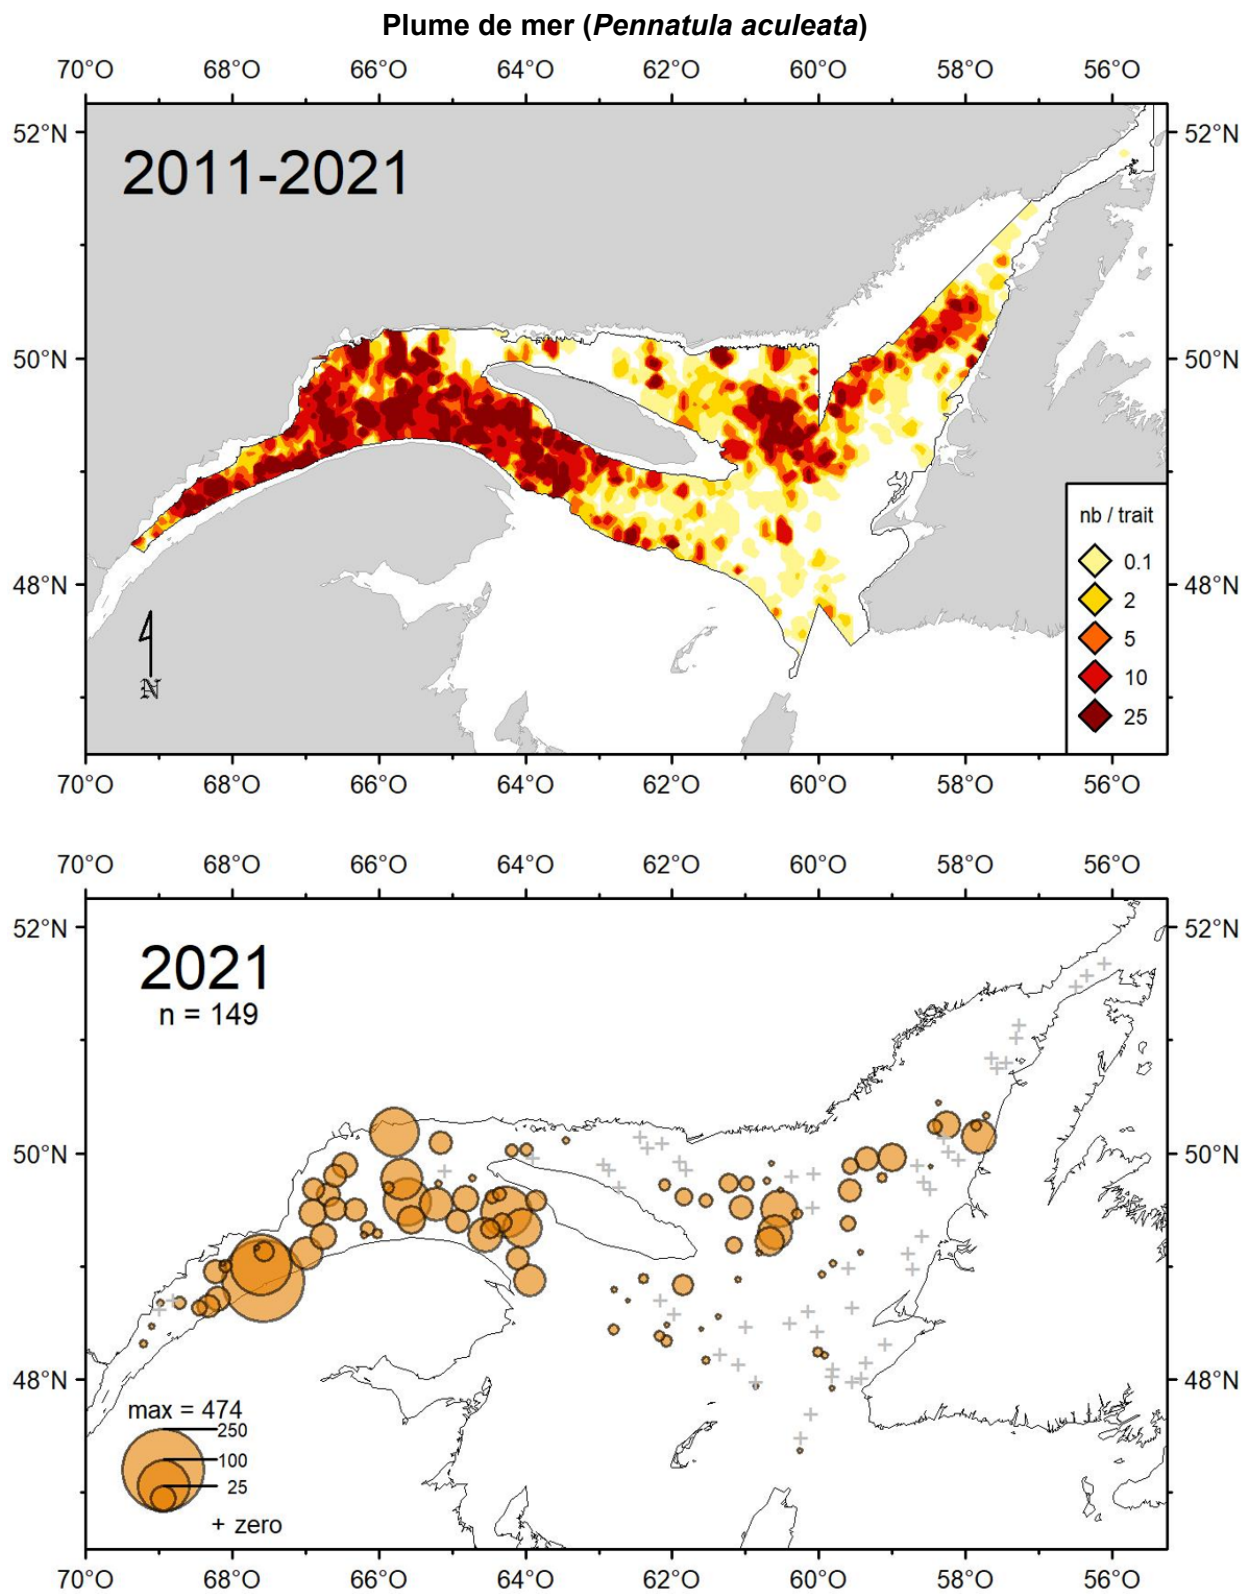 Plume de mer (Pennatula aculeata)
70°O 68°O 66°O 64°O 62°O 60°O 58°O 56°O
52°N 52°N
2011-2021
50°N 50°N
nb / trait
0.1
48°N 48°N
2
5
10
N
25
70°O 68°O 66°O 64°O 62°O 60°O 58°O 56°O
70°O 68°O 66°O 64°O 62°O 60°O 58°O 56°O
52°N 52°N
2021
n = 149
50°N 50°N
48°N 48°N
max = 474
250
100
25
+ zero
70°O 68°O 66°O 64°O 62°O 60°O 58°O 56°O